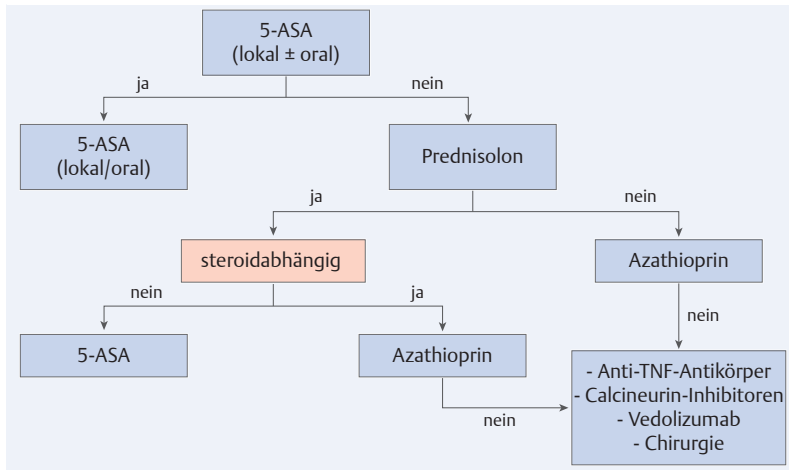 5-ASA
(lokal ± oral)
ja
nein
5-ASA
(lokal/oral)
Prednisolon
ja
nein
steroidabhängig
Azathioprin
nein
ja
nein
5-ASA
Azathioprin
- Anti-TNF-Antikörper
- Calcineurin-Inhibitoren
- Vedolizumab
- Chirurgie
nein